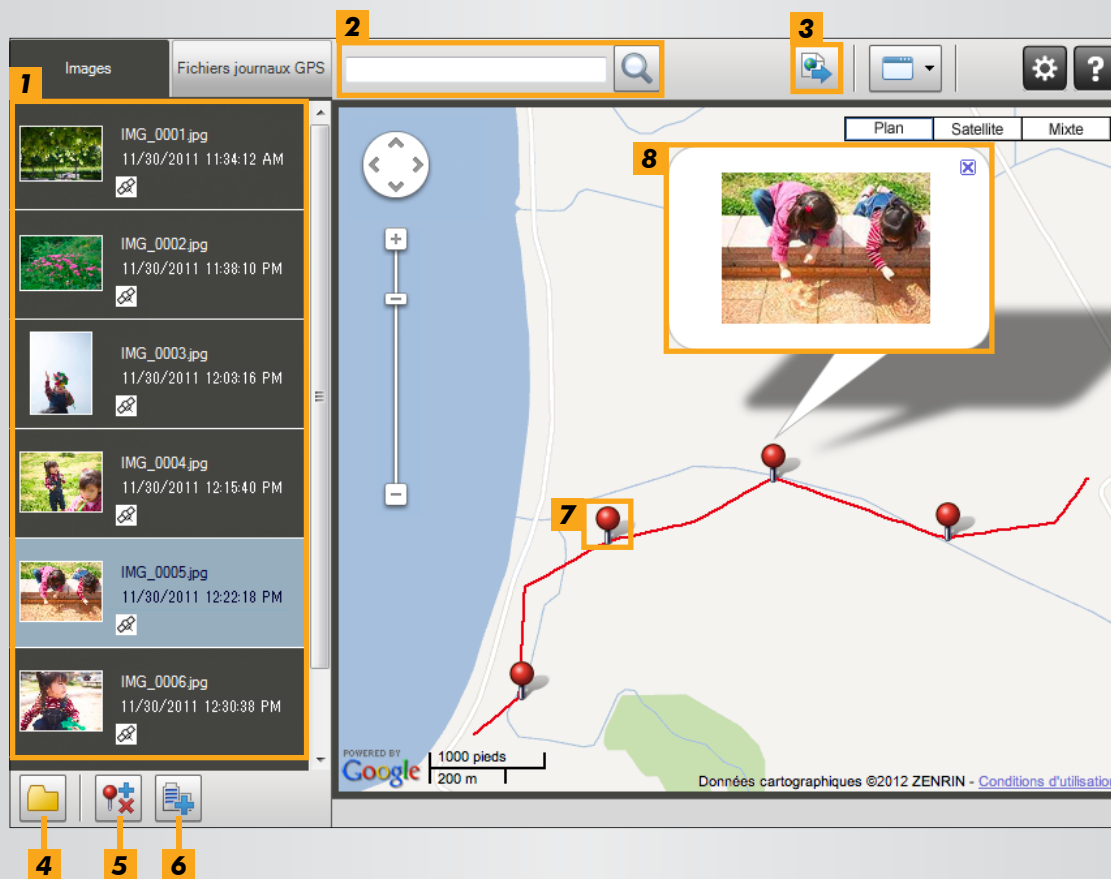 2
3
Images
Fichiers journaux GPS
1
?
IMG_0001.jpg
11/30/2011 11:34:12 AM
IMG_0002.jpg
11/30/2011 11:38:10 PM
IMG_0003.jpg
11/30/2011 12:03:16 PM
IMG_0004.jpg
11/30/2011 12:15:40 PM
IMG_0005.jpg
11/30/2011 12:22:18 PM
IMG_0006.jpg
11/30/2011 12:30:38 PM
Plan
Satellite
Mixte
8
7
POWERED BY
Google
1000 pieds
200 m
Données cartographiques ©2012 ZENRIN - Conditions d'utilisation
4
5
6